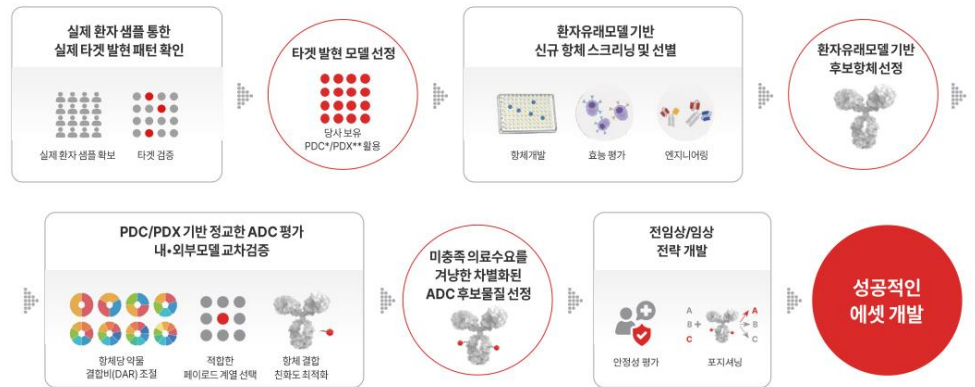 실제 환자 샘플 통한
실제 타겟 발현 패턴 확인
실제 환자 샘플 확보
타겟 검증
타겟 발현 모델 선정
당사 보유
PDC*/PDX** 활용
환자유래모델 기반
신규 항체 스크리닝 및 선별
항체개발
효능 평가
엔지니어링
환자유래모델 기반
후보항체 선정
PDC/PDX 기반 정교한 ADC 평가
내•외부모델 교차검증
항체당 약물
결합비(DAR) 조절
적합한
페이로드 계열 선택
항체 결합
친화도 최적화
미충족 의료수요를
겨냥한 차별화된
ADC 후보물질 선정
전임상/임상
전략 개발
안정성 평가
A
B +
C
A
B
C
포지셔닝
성공적인
에셋 개발